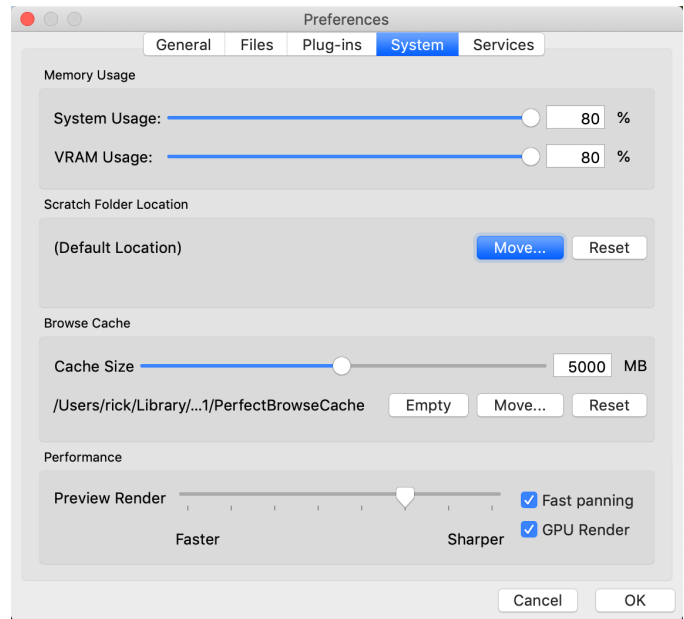 Preferences
General Files Plug-ins System Services
Memory Usage
System Usage: 80 %
VRAM Usage: 80 %
Scratch Folder Location
(Default Location) Move... Reset
Browse Cache
Cache Size 5000 MB
/Users/rick/Library/...1/PerfectBrowseCache Empty Move... Reset
Performance
Preview Render Fast panning
GPU Render
Faster Sharper
Cancel OK